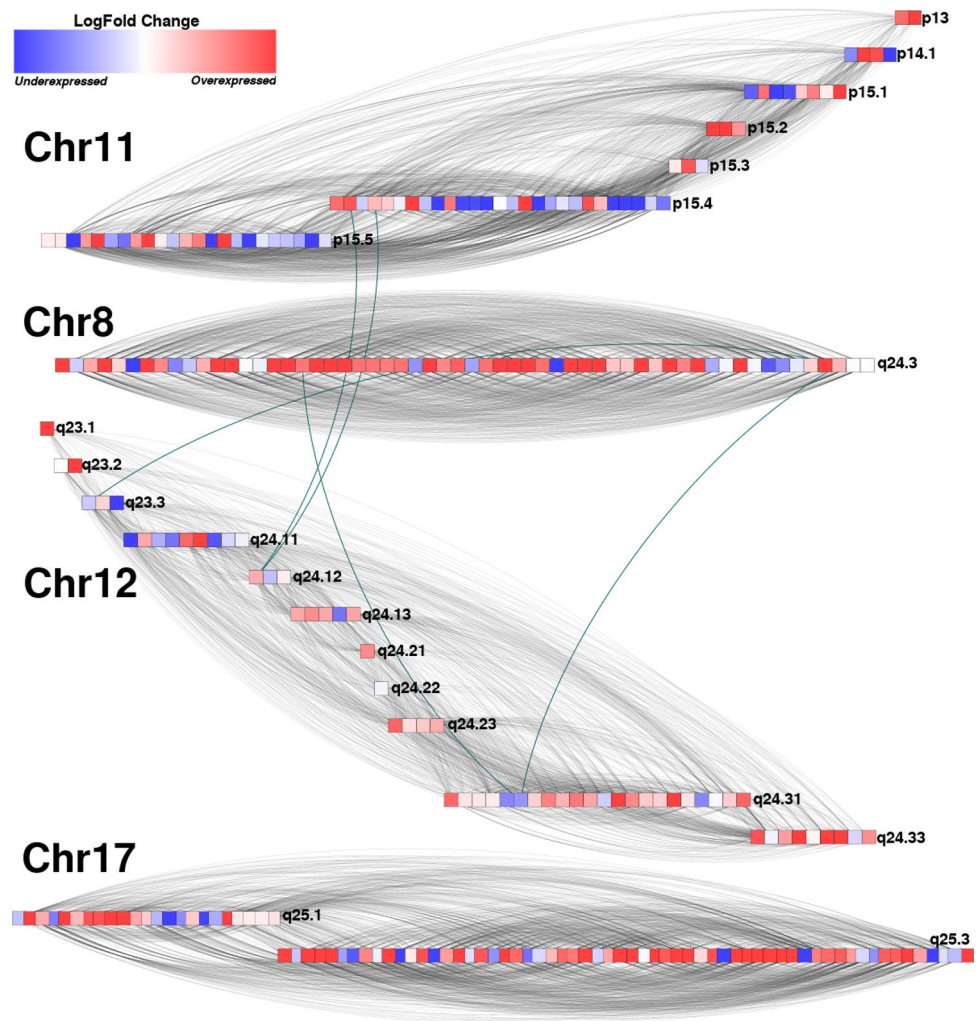 LogFold Change
Underexpressed Overexpressed
p13
p14.1
p15.1
p15.2
Chr11
p15.3
p15.4
p15.5
Chr8
q24.3
q23.1
q23.2
q23.3
q24.11
q24.12
Chr12
q24.13
q24.21
q24.22
q24.23
q24.31
q24.33
Chr17
q25.1
q25.3